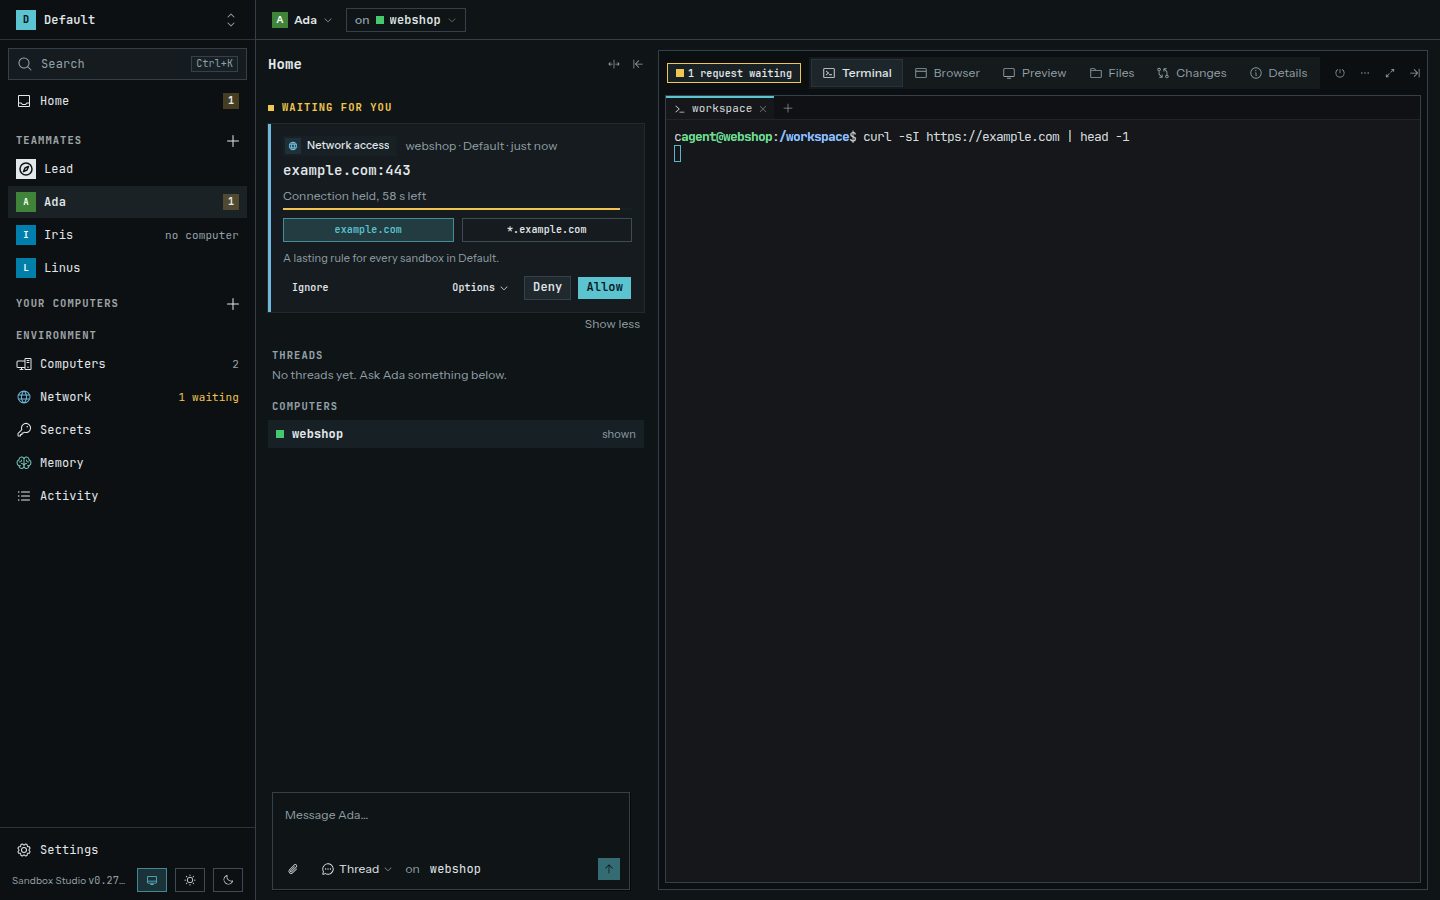 D Default
Search Ctrl+K
Home 1
TEAMMATES
Lead
A Ada 1
I Iris no computer
L Linus
YOUR COMPUTERS
ENVIRONMENT
Computers 2
Network 1 waiting
Secrets
Memory
Activity
Settings
Sandbox Studio v0.27…
A Ada on webshop
Home
WAITING FOR YOU
Network access webshop · Default · just now
example.com:443
Connection held, 58 s left
example.com *.example.com
A lasting rule for every sandbox in Default.
Ignore Options Deny Allow
Show less
THREADS
No threads yet. Ask Ada something below.
COMPUTERS
webshop shown
Message Ada…
Thread on webshop
1 request waiting Terminal Browser Preview Files Changes Details
workspace
cagent@webshop:/workspace$ curl -sI https://example.com | head -1